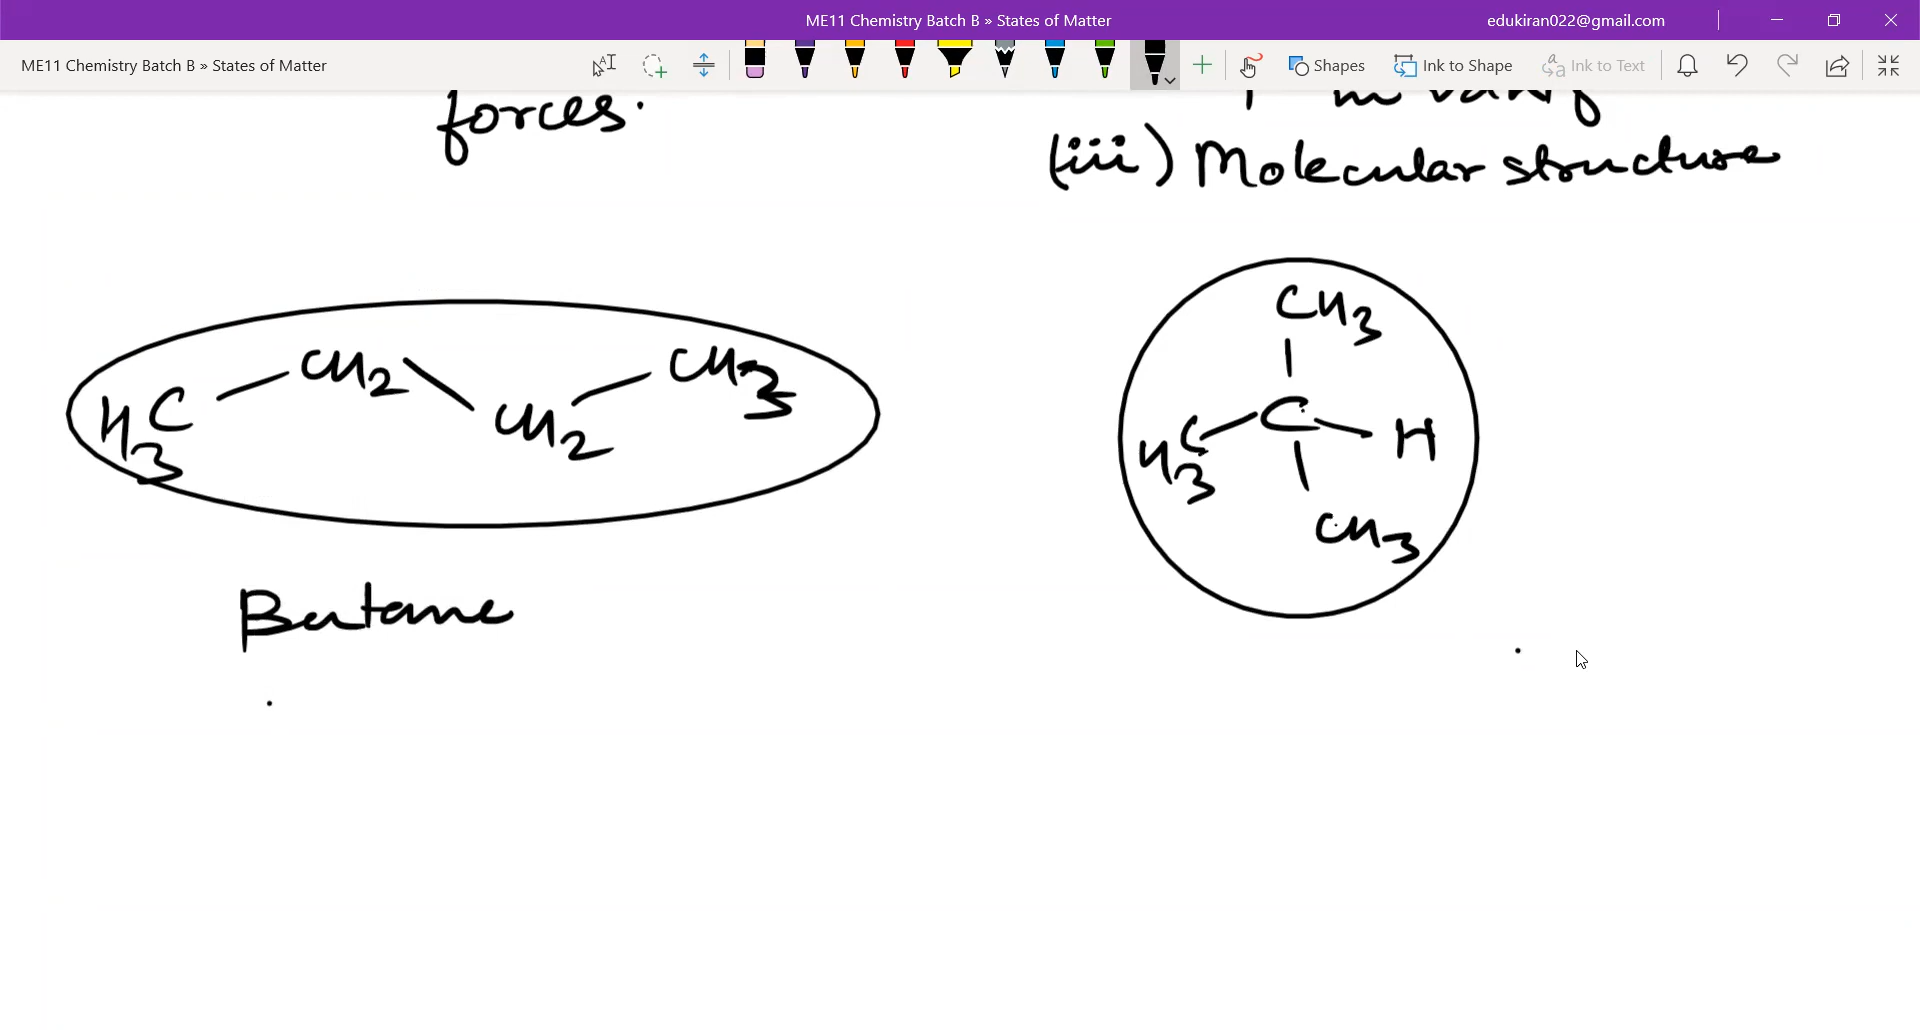 ME11 Chemistry Batch B » States of Matter
edukiran022@gmail.com
ME11 Chemistry Batch B » States of Matter
Shapes
Ink to Shape
Ink to Text
forces.
(iii) Molecular structure
CH3
H3C CH2 CH2 CH3
H3C C H
CH3
Butane